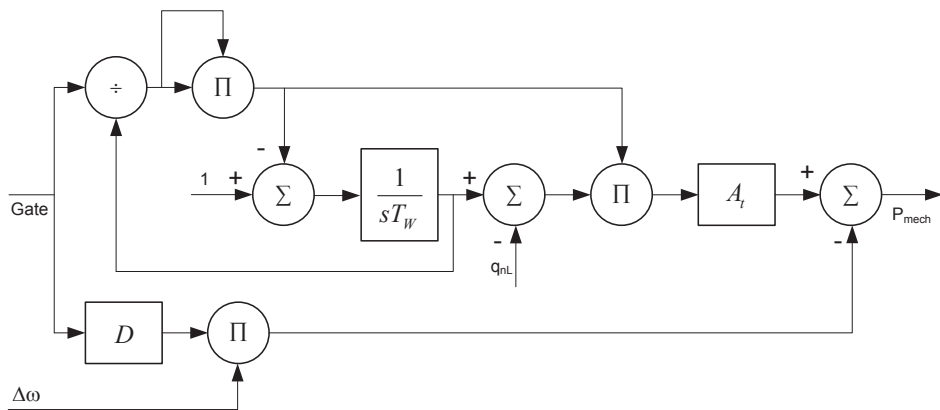 ÷
Π
-
1
+
Σ
1
sT_W
+
Σ
-
q_nL
Π
A_t
+
Σ
-
P_mech
Gate
D
Π
Δω